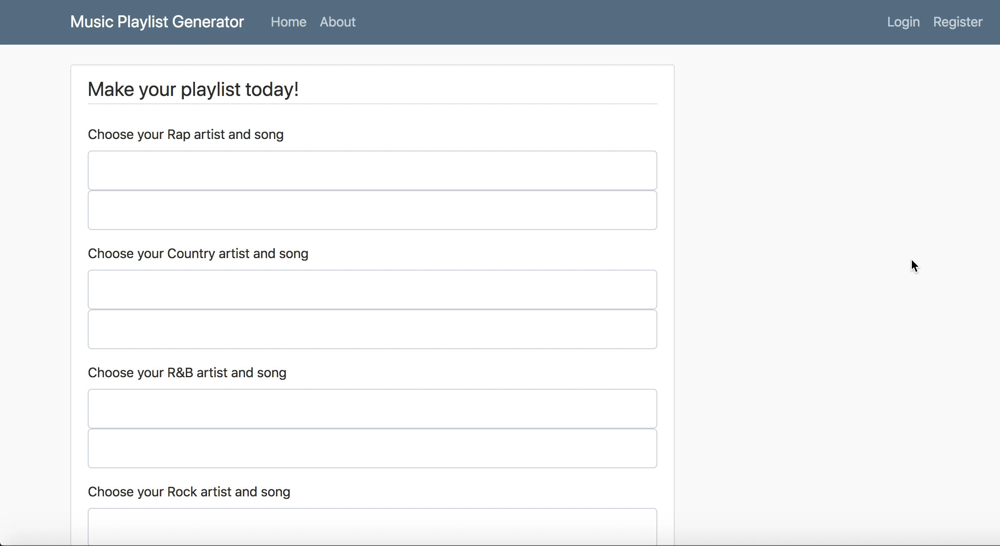 Music Playlist Generator Home About Login Register
Make your playlist today!
Choose your Rap artist and song
Choose your Country artist and song
Choose your R&B artist and song
Choose your Rock artist and song